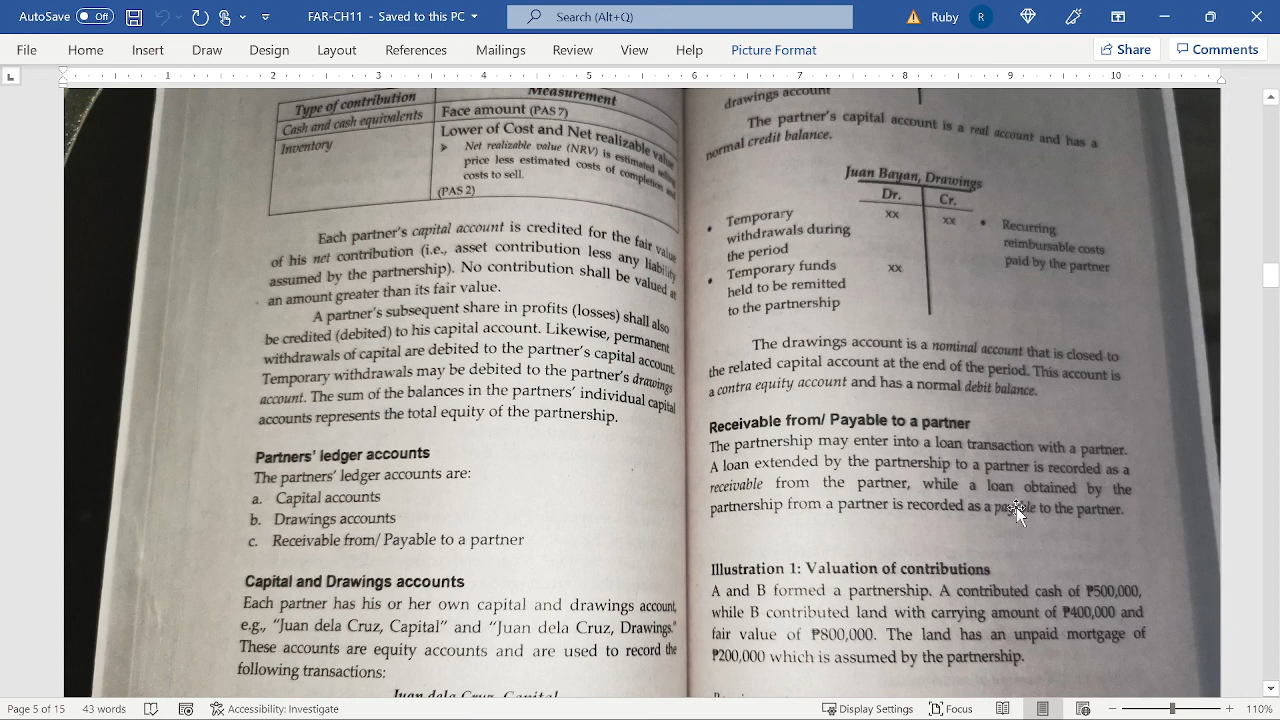 AutoSave Off FAR-CH11 - Saved to this PC Search (Alt+Q) Ruby R
File Home Insert Draw Design Layout References Mailings Review View Help Picture Format Share Comments
1 2 3 4 5 6 7 8 9 10
Type of contribution Measurement
Cash and cash equivalents Face amount (PAS 7)
Inventory Lower of Cost and Net realizable value
➤ Net realizable value (NRV) is estimated selling
price less estimated costs of completion and
costs to sell.
(PAS 2)
Each partner's capital account is credited for the fair value
of his net contribution (i.e., asset contribution less any liability
assumed by the partnership). No contribution shall be valued at
an amount greater than its fair value.
A partner's subsequent share in profits (losses) shall also
be credited (debited) to his capital account. Likewise, permanent
withdrawals of capital are debited to the partner's capital account.
Temporary withdrawals may be debited to the partner's drawings
account. The sum of the balances in the partners' individual capital
accounts represents the total equity of the partnership.
Partners' ledger accounts
The partners' ledger accounts are:
a. Capital accounts
b. Drawings accounts
c. Receivable from/ Payable to a partner
Capital and Drawings accounts
Each partner has his or her own capital and drawings account,
e.g., "Juan dela Cruz, Capital" and "Juan dela Cruz, Drawings."
These accounts are equity accounts and are used to record the
following transactions:
Juan dela Cruz, Capital
drawings account
The partner's capital account is a real account and has a
normal credit balance.
Juan Bayan, Drawings
Dr. Cr.
• Temporary xx xx • Recurring
withdrawals during reimbursable costs
the period paid by the partner
• Temporary funds xx
held to be remitted
to the partnership
The drawings account is a nominal account that is closed to
the related capital account at the end of the period. This account is
a contra equity account and has a normal debit balance.
Receivable from/ Payable to a partner
The partnership may enter into a loan transaction with a partner.
A loan extended by the partnership to a partner is recorded as a
receivable from the partner, while a loan obtained by the
partnership from a partner is recorded as a payable to the partner.
Illustration 1: Valuation of contributions
A and B formed a partnership. A contributed cash of ₱500,000,
while B contributed land with carrying amount of ₱400,000 and
fair value of ₱800,000. The land has an unpaid mortgage of
₱200,000 which is assumed by the partnership.
Page 5 of 15 43 words Accessibility: Investigate Display Settings Focus 110%